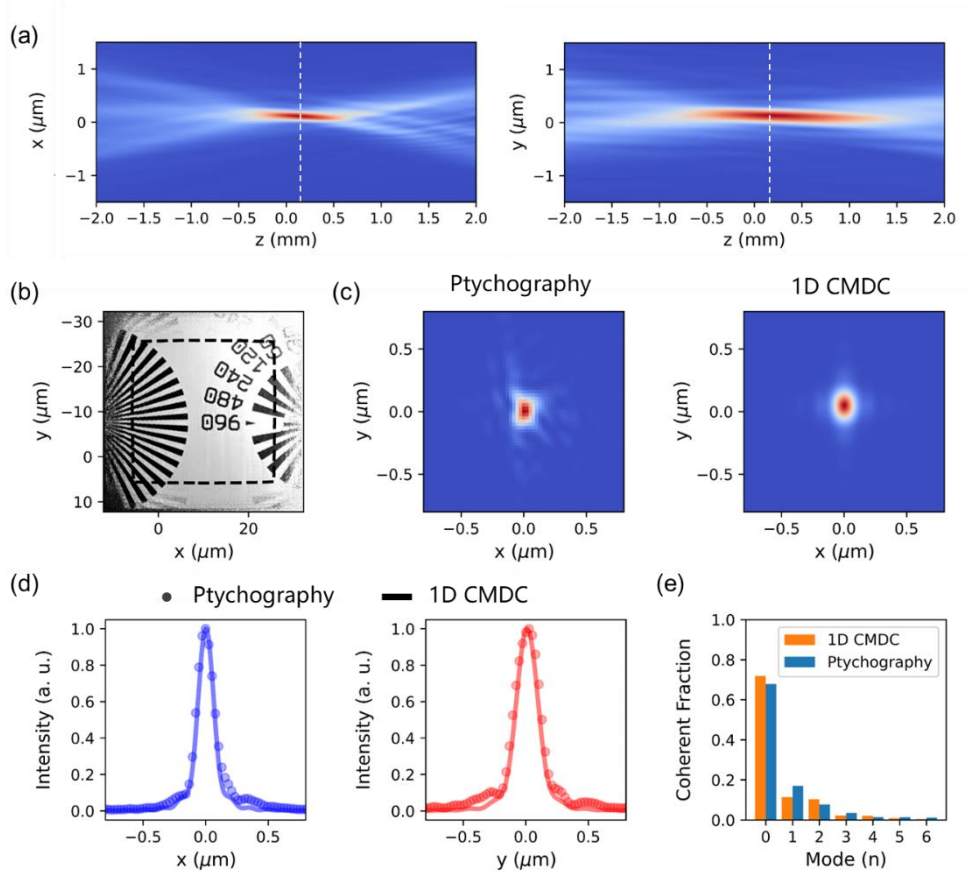 (a)
x (μm)
1
0
−1
−2.0 −1.5 −1.0 −0.5 0.0 0.5 1.0 1.5 2.0
z (mm)
y (μm)
1
0
−1
−2.0 −1.5 −1.0 −0.5 0.0 0.5 1.0 1.5 2.0
z (mm)
(b)
y (μm)
−30
−20
−10
0
10
0 20
x (μm)
120
240
480
960
(c)
Ptychography
y (μm)
0.5
0.0
−0.5
−0.5 0.0 0.5
x (μm)
1D CMDC
y (μm)
0.5
0.0
−0.5
−0.5 0.0 0.5
x (μm)
(d)
Ptychography 1D CMDC
Intensity (a. u.)
1.0
0.8
0.6
0.4
0.2
0.0
−0.5 0.0 0.5
x (μm)
Intensity (a. u.)
1.0
0.8
0.6
0.4
0.2
0.0
−0.5 0.0 0.5
y (μm)
(e)
1D CMDC
Ptychography
Coherent Fraction
1.0
0.8
0.6
0.4
0.2
0.0
0 1 2 3 4 5 6
Mode (n)